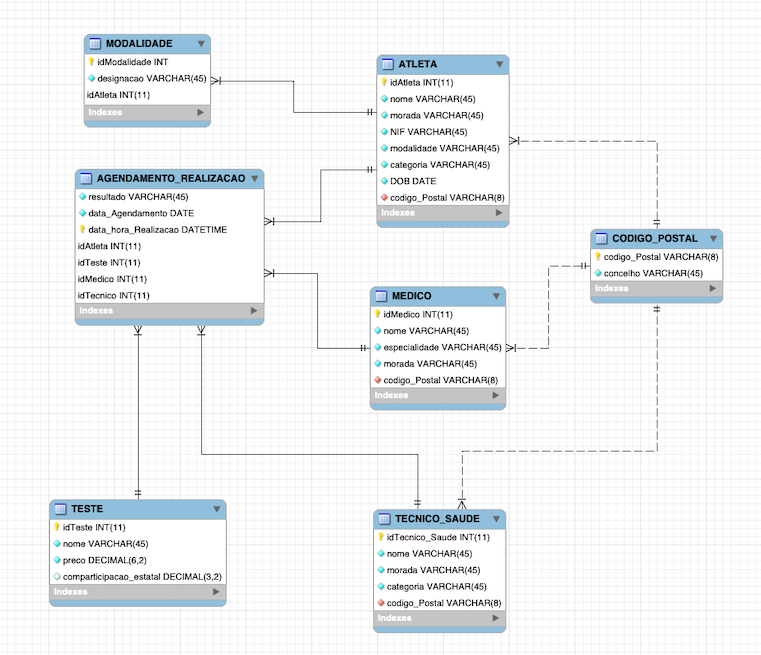 MODALIDADE
idModalidade INT
designacao VARCHAR(45)
idAtleta INT(11)
Indexes
ATLETA
idAtleta INT(11)
nome VARCHAR(45)
morada VARCHAR(45)
NIF VARCHAR(45)
modalidade VARCHAR(45)
categoria VARCHAR(45)
DOB DATE
codigo_Postal VARCHAR(8)
Indexes
AGENDAMENTO_REALIZACAO
resultado VARCHAR(45)
data_Agendamento DATE
data_hora_Realizacao DATETIME
idAtleta INT(11)
idTeste INT(11)
idMedico INT(11)
idTecnico INT(11)
Indexes
CODIGO_POSTAL
codigo_Postal VARCHAR(8)
concelho VARCHAR(45)
Indexes
MEDICO
idMedico INT(11)
nome VARCHAR(45)
especialidade VARCHAR(45)
morada VARCHAR(45)
codigo_Postal VARCHAR(8)
Indexes
TESTE
idTeste INT(11)
nome VARCHAR(45)
preco DECIMAL(6,2)
comparticipacao_estatal DECIMAL(3,2)
Indexes
TECNICO_SAUDE
idTecnico_Saude INT(11)
nome VARCHAR(45)
morada VARCHAR(45)
categoria VARCHAR(45)
codigo_Postal VARCHAR(8)
Indexes